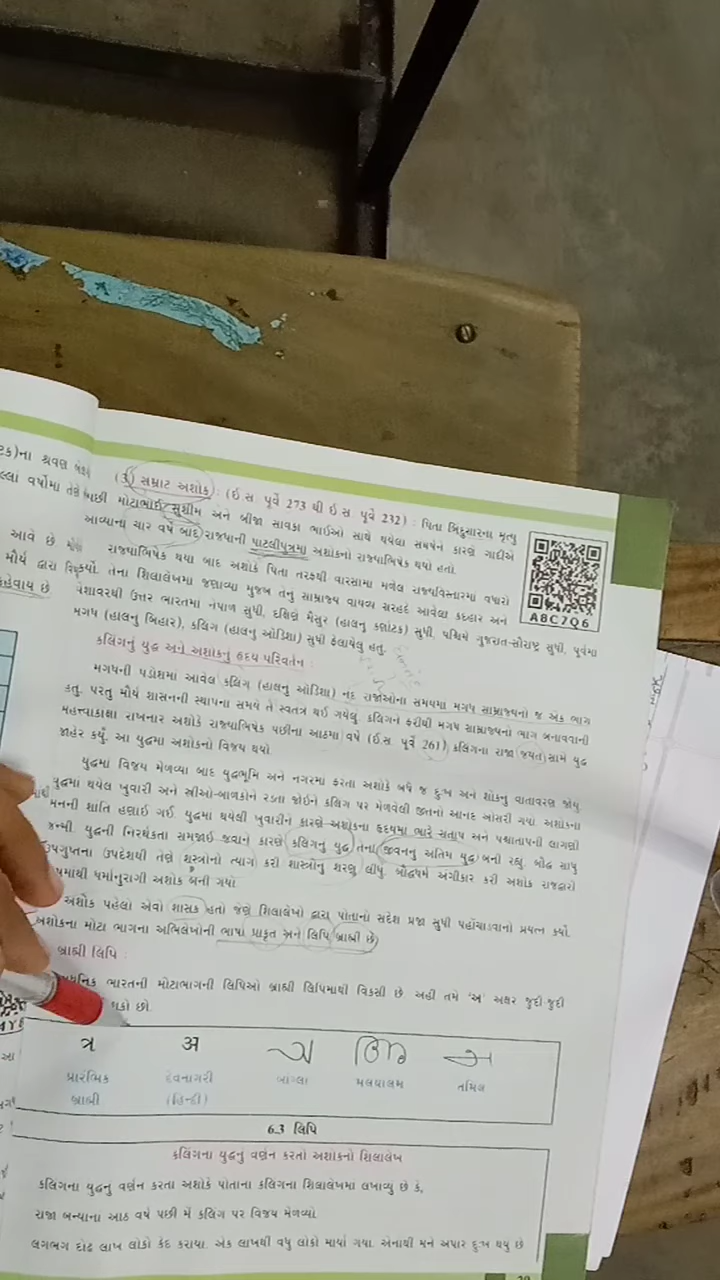 (3) સમ્રાટ અશોક : (ઈ.સ. પૂર્વે 273 થી ઈ.સ. પૂર્વે 232) : પિતા બિંદુસારના મૃત્યુ
પછી મોટાભાઈ સુશીમ અને બીજા સાવકા ભાઈઓ સાથે થયેલા સંઘર્ષને કારણે ગાદીએ
આવ્યાના ચાર વર્ષ બાદ રાજધાની પાટલીપુત્રમાં અશોકનો રાજ્યાભિષેક થયો હતો.
રાજ્યાભિષેક થયા બાદ અશોકે પિતા તરફથી વારસામાં મળેલ રાજ્યવિસ્તારમાં વધારો
કર્યો. તેના શિલાલેખમાં જણાવ્યા મુજબ તેનું સામ્રાજ્ય વાયવ્ય સરહદે આવેલા કંદહાર અને
પેશાવરથી ઉત્તર ભારતમાં નેપાળ સુધી, દક્ષિણે મૈસુર (હાલનું કર્ણાટક) સુધી, પશ્ચિમે ગુજરાત-સૌરાષ્ટ્ર સુધી, પૂર્વમાં
મગધ (હાલનું બિહાર), કલિંગ (હાલનું ઓડિશા) સુધી ફેલાયેલું હતું.
A8C7Q6
કલિંગનું યુદ્ધ અને અશોકનું હૃદય પરિવર્તન :
મગધની પડોશમાં આવેલ કલિંગ (હાલનું ઓડિશા) નંદ રાજાઓના સમયમાં મગધ સામ્રાજ્યનો જ એક ભાગ
હતું. પરંતુ મૌર્ય શાસનની સ્થાપના સમયે તે સ્વતંત્ર થઈ ગયેલું. કલિંગને ફરીથી મગધ સામ્રાજ્યનો ભાગ બનાવવાની
મહત્ત્વાકાંક્ષા રાખનાર અશોકે રાજ્યાભિષેક પછીના આઠમા વર્ષે (ઈ.સ. પૂર્વે 261) કલિંગના રાજા જયંત સામે યુદ્ધ
જાહેર કર્યું. આ યુદ્ધમાં અશોકનો વિજય થયો.
યુદ્ધમાં વિજય મેળવ્યા બાદ યુદ્ધભૂમિ અને નગરમાં ફરતા અશોકે બધે જ દુઃખ અને શોકનું વાતાવરણ જોયું.
યુદ્ધમાં થયેલ ખુવારી અને સ્ત્રીઓ-બાળકોને રડતા જોઈને કલિંગ પર મેળવેલી જીતનો આનંદ ઓસરી ગયો. અશોકના
મનની શાંતિ હણાઈ ગઈ. યુદ્ધમાં થયેલી ખુવારીને કારણે અશોકના હૃદયમાં ભારે સંતાપ અને પશ્ચાતાપની લાગણી
જન્મી. યુદ્ધની નિરર્થકતા સમજાઈ જવાને કારણે કલિંગનું યુદ્ધ તેના જીવનનું અંતિમ યુદ્ધ બની રહ્યું. બૌદ્ધ સાધુ
ઉપગુપ્તના ઉપદેશથી તેણે શસ્ત્રોનો ત્યાગ કરી શાસ્ત્રોનું શરણું લીધું. બૌદ્ધધર્મ અંગીકાર કરી અશોક રાજદ્વારો
ધર્માનુરાગી અશોક બની ગયો.
અશોક પહેલો એવો શાસક હતો જેણે શિલાલેખો દ્વારા પોતાનો સંદેશ પ્રજા સુધી પહોંચાડવાનો પ્રયત્ન કર્યો.
અશોકના મોટા ભાગના અભિલેખોની ભાષા પ્રાકૃત અને લિપિ બ્રાહ્મી છે.
બ્રાહ્મી લિપિ :
ભારતની મોટાભાગની લિપિઓ બ્રાહ્મી લિપિમાંથી વિકસી છે. અહીં તમે 'અ' અક્ષર જુદી-જુદી
શકો છો.
अ
પ્રારંભિક દેવનાગરી બાંગ્લા મલયાલમ તમિલ
બ્રાહ્મી (હિન્દી)
6.3 લિપિ
કલિંગના યુદ્ધનું વર્ણન કરતો અશોકનો શિલાલેખ
કલિંગના યુદ્ધનું વર્ણન કરતા અશોકે પોતાના કલિંગના શિલાલેખમાં લખાવ્યું છે કે,
રાજા બન્યાના આઠ વર્ષ પછી મેં કલિંગ પર વિજય મેળવ્યો.
લગભગ દોઢ લાખ લોકો કેદ કરાયા. એક લાખથી વધુ લોકો માર્યા ગયા. એનાથી મને અપાર દુઃખ થયું છે